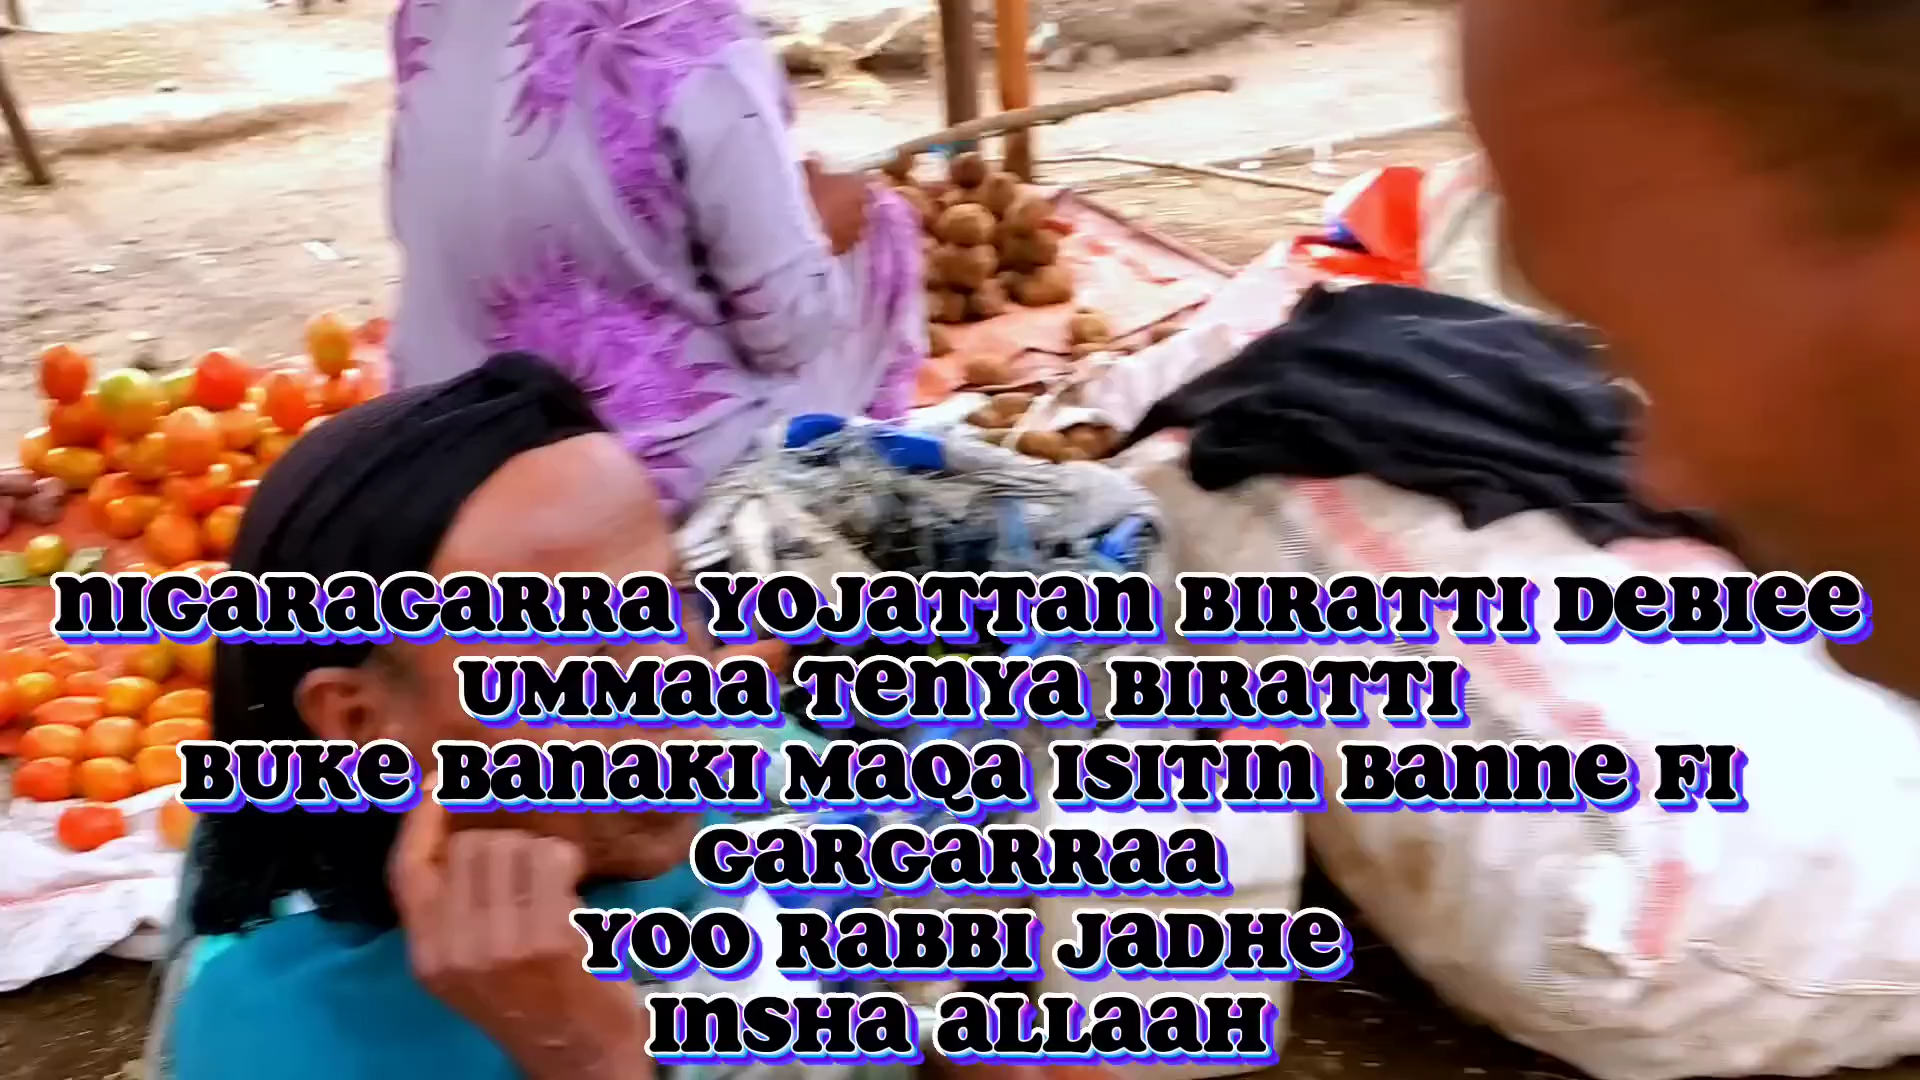 NIGARAGARRA YOJATTAN BIRATTI DEBIEE
UMMAA TENYA BIRATTI
BUKE BANAKI MAQA ISITIN BANNE FI
GARGARRAA
YOO RABBI JADHE
INSHA ALLAAH